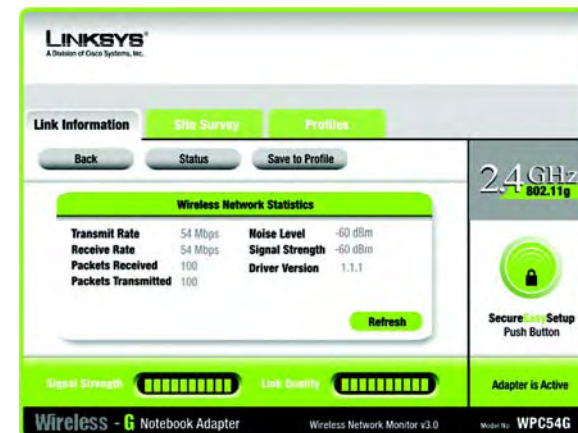 LINKSYS®
A Division of Cisco Systems, Inc.
Link Information Site Survey Profiles
Back Status Save to Profile
2.4 GHz
802.11g
Wireless Network Statistics
Transmit Rate 54 Mbps Noise Level -60 dBm
Receive Rate 54 Mbps Signal Strength -60 dBm
Packets Received 100 Driver Version 1.1.1
Packets Transmitted 100
Refresh
SecureEasySetup
Push Button
Signal Strength Link Quality Adapter is Active
Wireless - G Notebook Adapter Wireless Network Monitor v3.0 Model No WPC54G